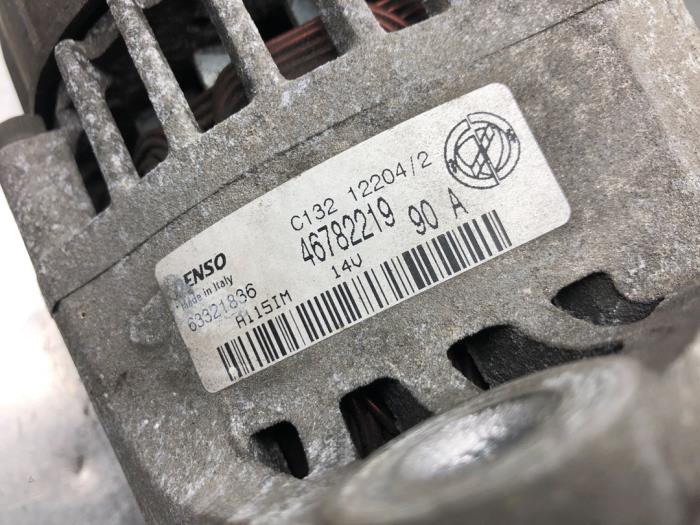 C132 12204/2
46782219 90 A
14V
DENSO
Made in Italy
63321836
A115IM